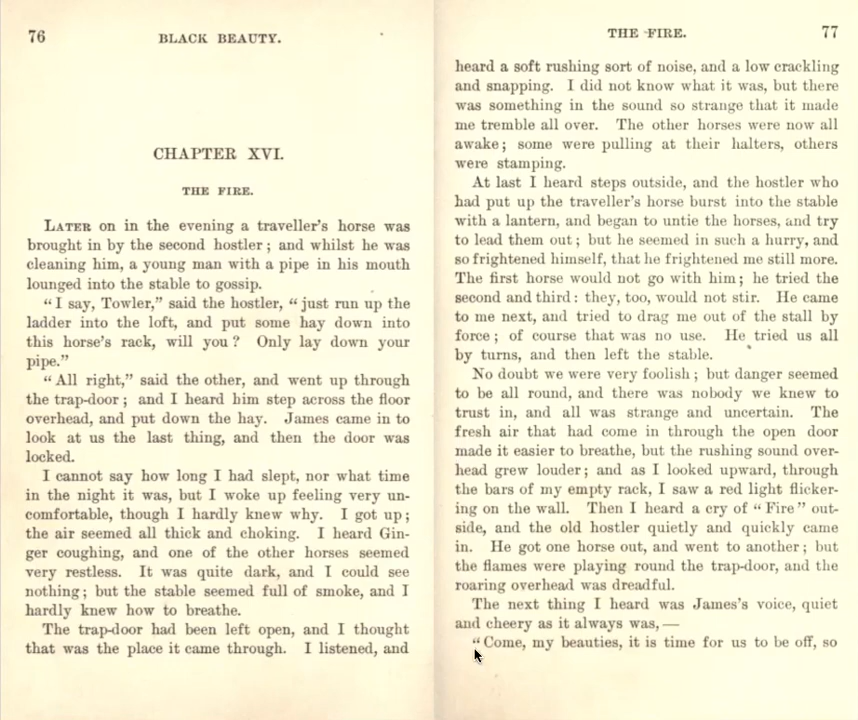 76
BLACK BEAUTY.
CHAPTER XVI.
THE FIRE.
LATER on in the evening a traveller's horse was
brought in by the second hostler; and whilst he was
cleaning him, a young man with a pipe in his mouth
lounged into the stable to gossip.
"I say, Towler," said the hostler, "just run up the
ladder into the loft, and put some hay down into
this horse's rack, will you? Only lay down your
pipe."
"All right," said the other, and went up through
the trap-door; and I heard him step across the floor
overhead, and put down the hay. James came in to
look at us the last thing, and then the door was
locked.
I cannot say how long I had slept, nor what time
in the night it was, but I woke up feeling very un-
comfortable, though I hardly knew why. I got up;
the air seemed all thick and choking. I heard Gin-
ger coughing, and one of the other horses seemed
very restless. It was quite dark, and I could see
nothing; but the stable seemed full of smoke, and I
hardly knew how to breathe.
The trap-door had been left open, and I thought
that was the place it came through. I listened, and
THE FIRE.
77
heard a soft rushing sort of noise, and a low crackling
and snapping. I did not know what it was, but there
was something in the sound so strange that it made
me tremble all over. The other horses were now all
awake; some were pulling at their halters, others
were stamping.
At last I heard steps outside, and the hostler who
had put up the traveller's horse burst into the stable
with a lantern, and began to untie the horses, and try
to lead them out; but he seemed in such a hurry, and
so frightened himself, that he frightened me still more.
The first horse would not go with him; he tried the
second and third: they, too, would not stir. He came
to me next, and tried to drag me out of the stall by
force; of course that was no use. He tried us all
by turns, and then left the stable.
No doubt we were very foolish; but danger seemed
to be all round, and there was nobody we knew to
trust in, and all was strange and uncertain. The
fresh air that had come in through the open door
made it easier to breathe, but the rushing sound over-
head grew louder; and as I looked upward, through
the bars of my empty rack, I saw a red light flicker-
ing on the wall. Then I heard a cry of "Fire" out-
side, and the old hostler quietly and quickly came
in. He got one horse out, and went to another; but
the flames were playing round the trap-door, and the
roaring overhead was dreadful.
The next thing I heard was James's voice, quiet
and cheery as it always was,—
"Come, my beauties, it is time for us to be off, so